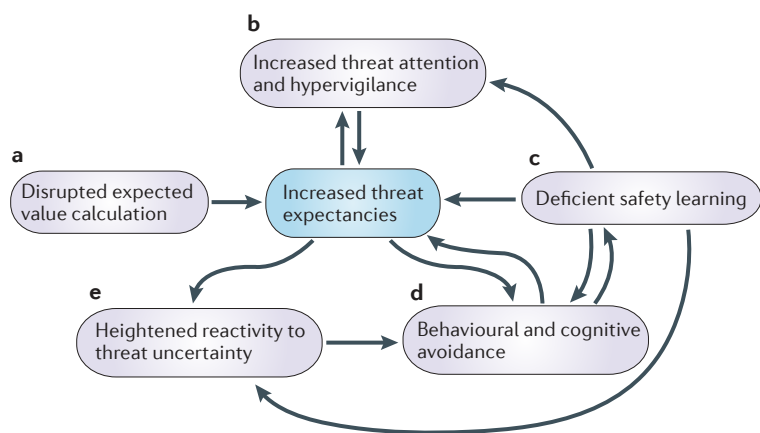 b
Increased threat attention
and hypervigilance
a
Disrupted expected
value calculation
Increased threat
expectancies
c
Deficient safety learning
e
Heightened reactivity to
threat uncertainty
d
Behavioural and cognitive
avoidance